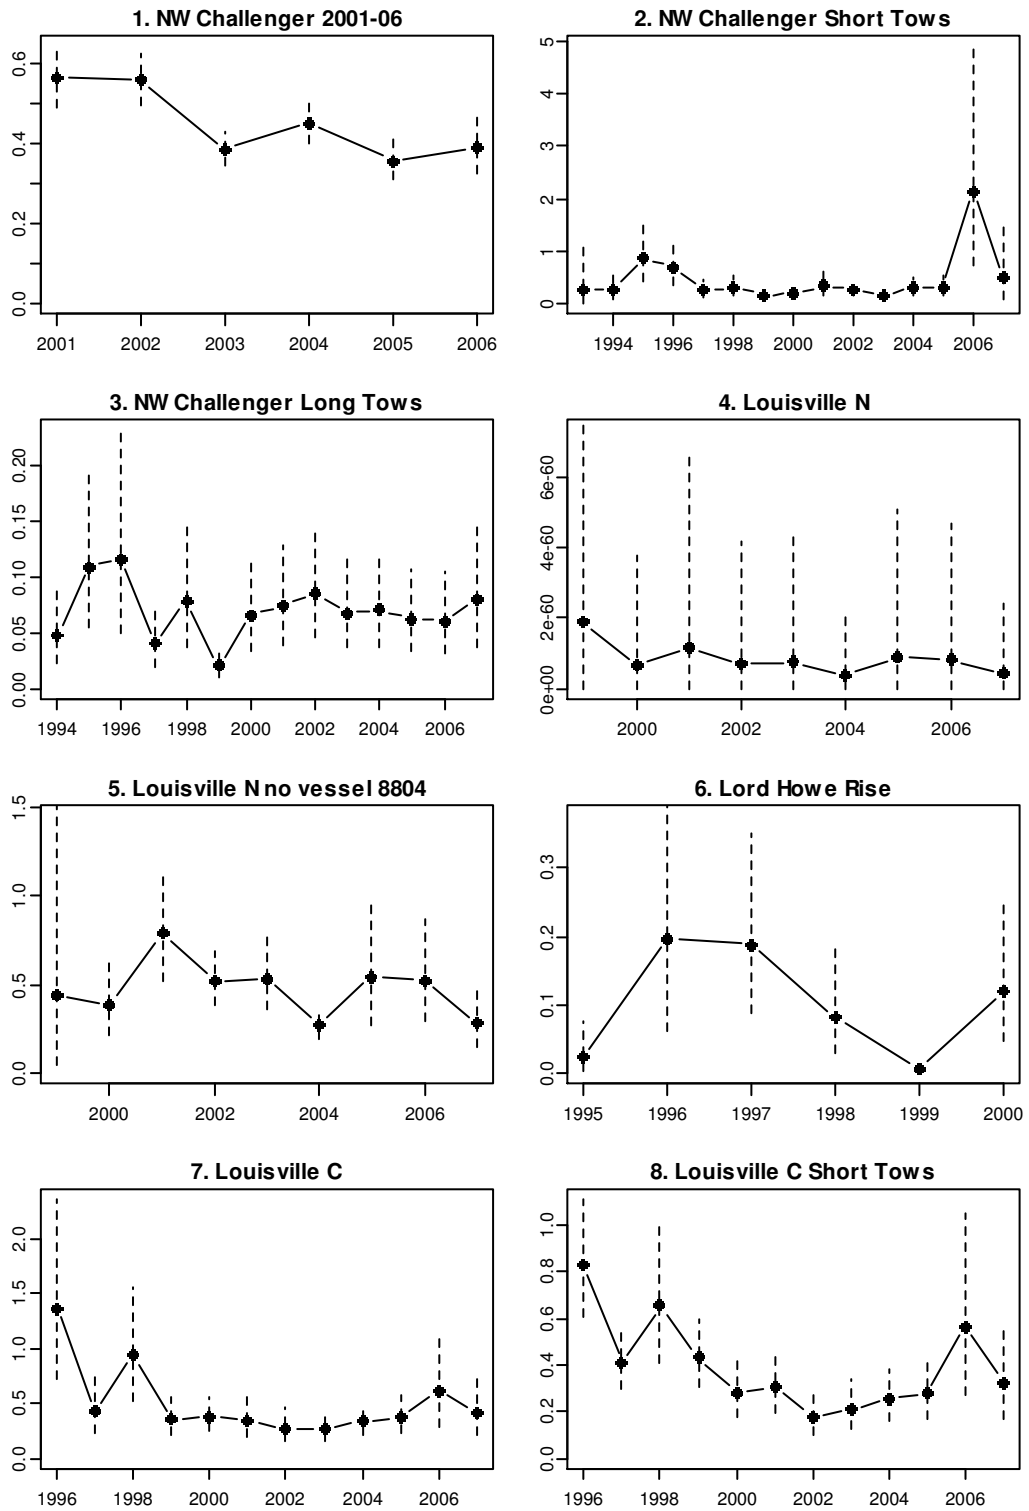 1. NW Challenger 2001-06
0.0 0.2 0.4 0.6
2001 2002 2003 2004 2005 2006
2. NW Challenger Short Tows
0 1 2 3 4 5
1994 1996 1998 2000 2002 2004 2006
3. NW Challenger Long Tows
0.00 0.05 0.10 0.15 0.20
1994 1996 1998 2000 2002 2004 2006
4. Louisville N
0e+00 2e-60 4e-60 6e-60
2000 2002 2004 2006
5. Louisville N no vessel 8804
0.0 0.5 1.0 1.5
2000 2002 2004 2006
6. Lord Howe Rise
0.0 0.1 0.2 0.3
1995 1996 1997 1998 1999 2000
7. Louisville C
0.0 0.5 1.0 1.5 2.0
1996 1998 2000 2002 2004 2006
8. Louisville C Short Tows
0.0 0.2 0.4 0.6 0.8 1.0
1996 1998 2000 2002 2004 2006